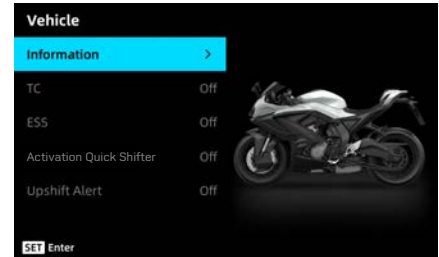 Vehicle
Information >
TC Off
ESS Off
Activation Quick Shifter Off
Upshift Alert Off
SET Enter